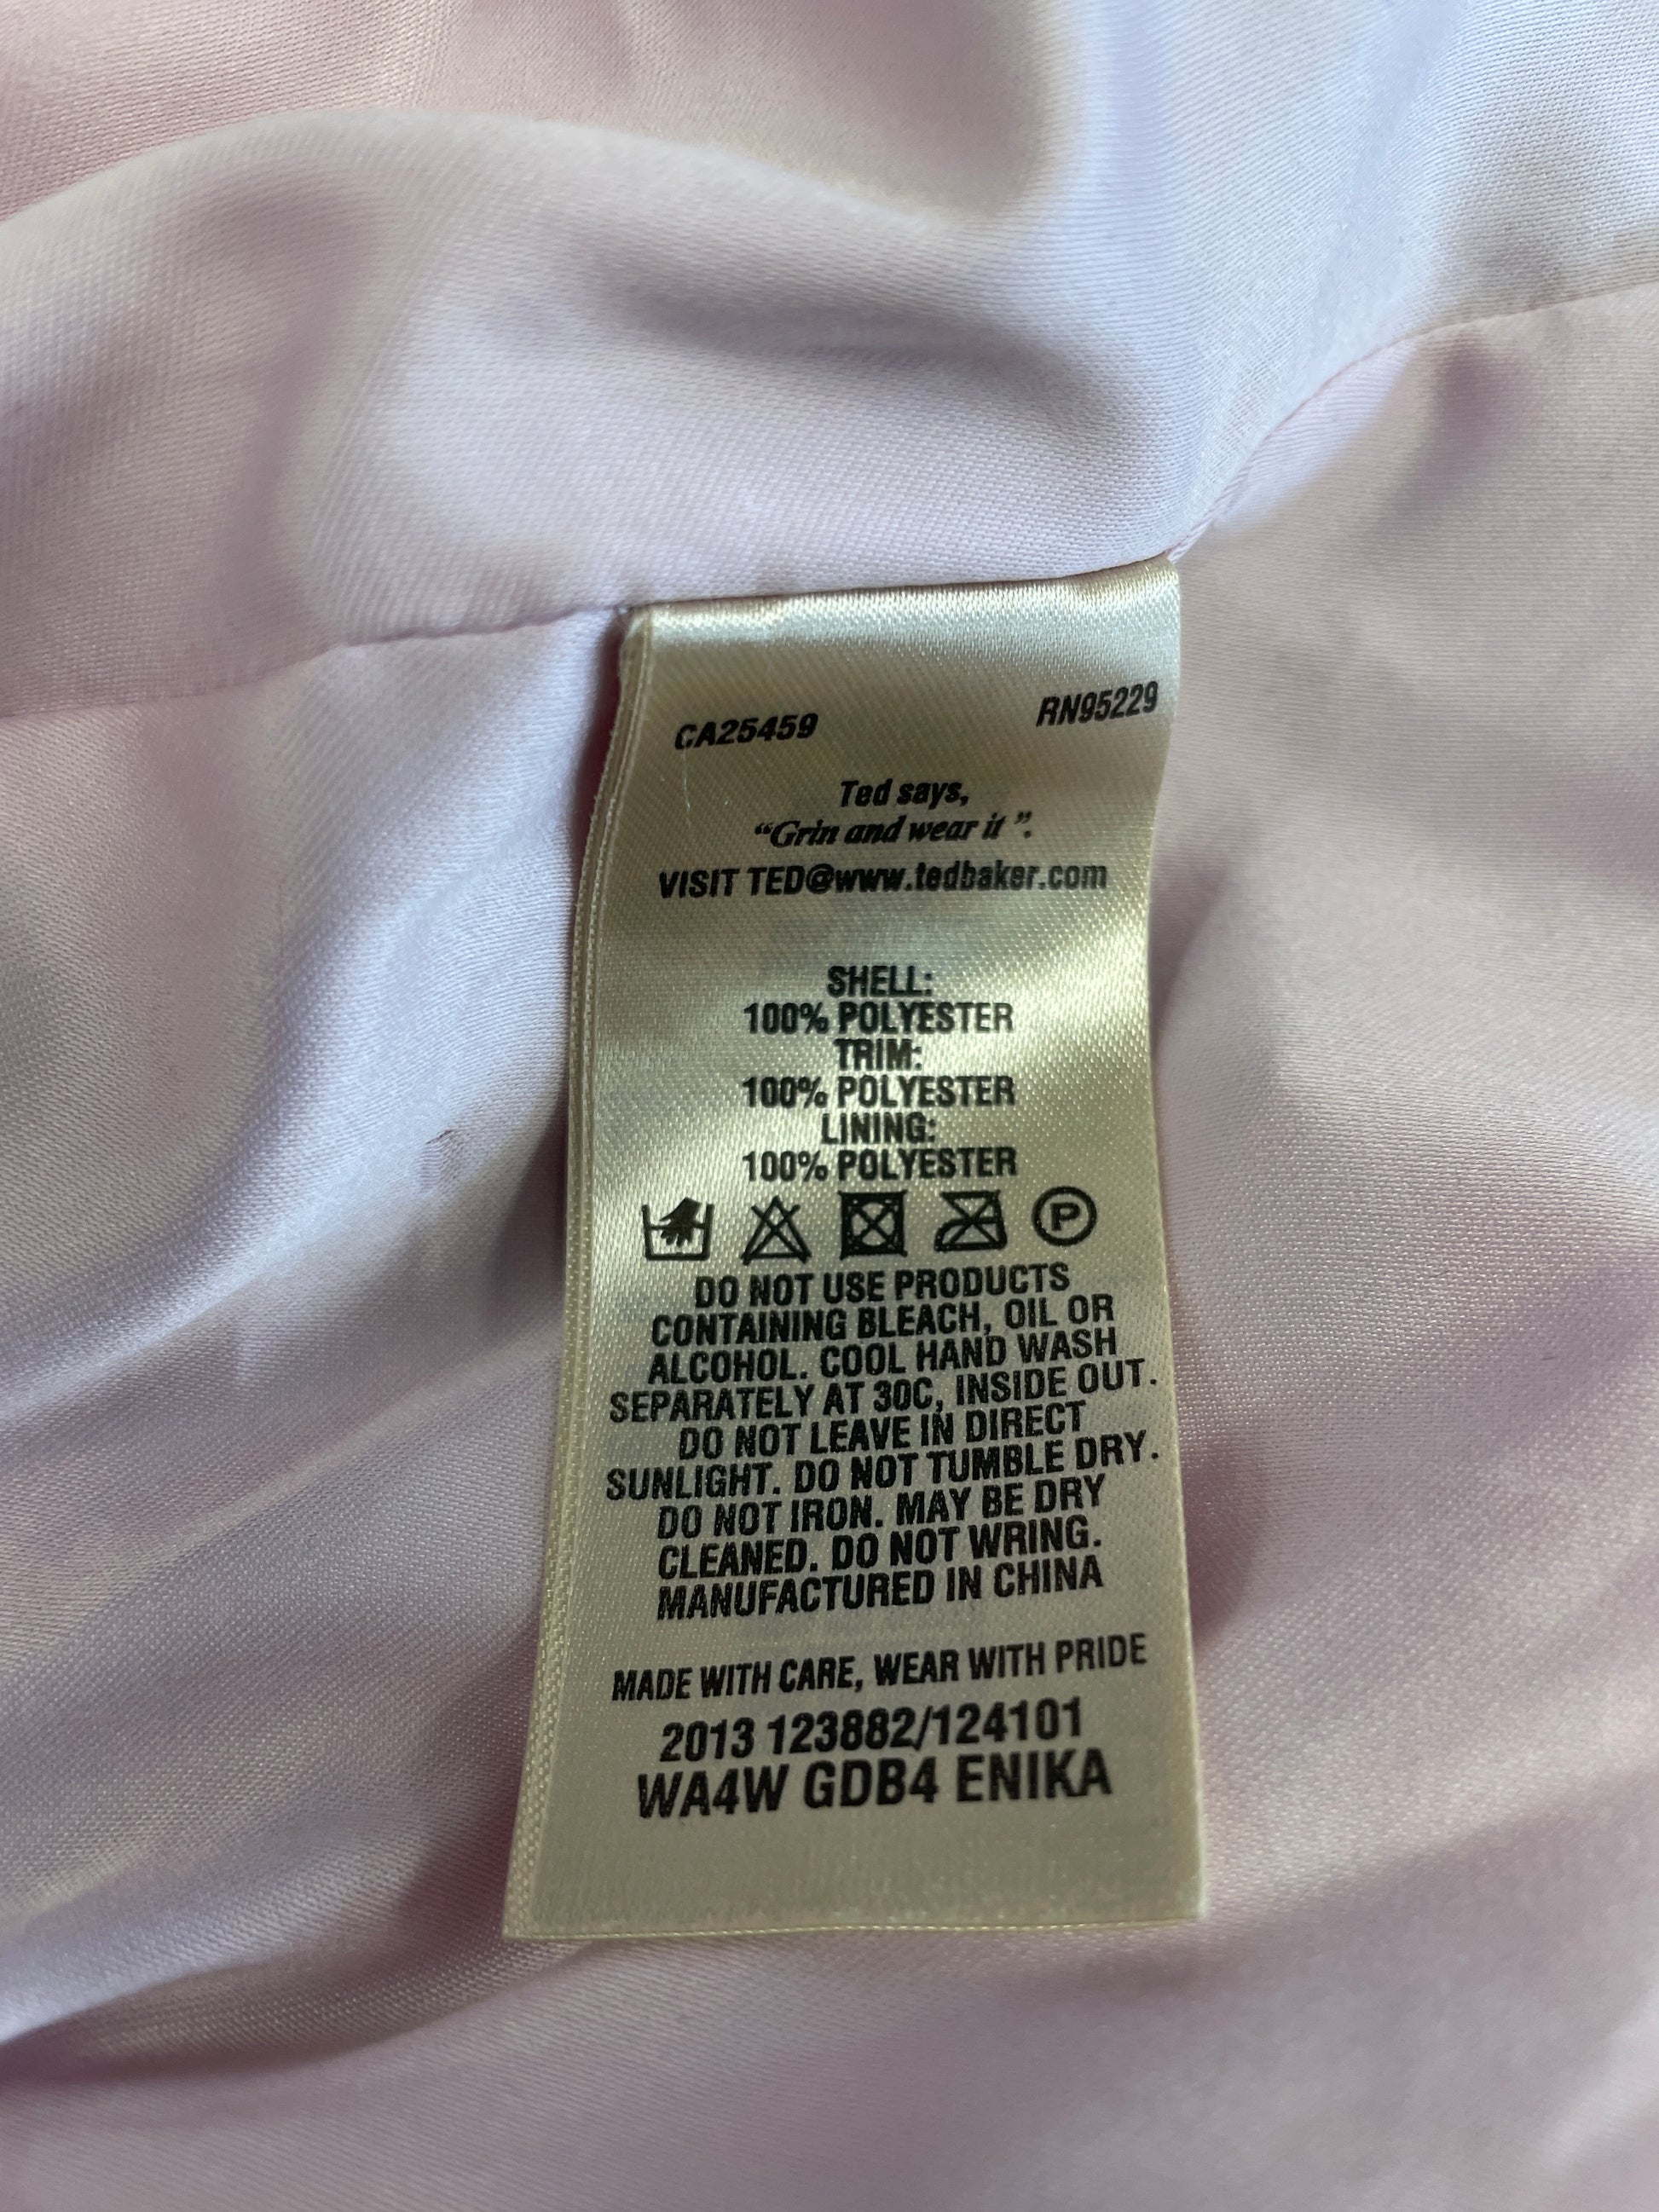 CA25459 RN95229
Ted says,
“Grin and wear it ”.
VISIT TED@www.tedbaker.com
SHELL:
100% POLYESTER
TRIM:
100% POLYESTER
LINING:
100% POLYESTER
P
DO NOT USE PRODUCTS
CONTAINING BLEACH, OIL OR
ALCOHOL. COOL HAND WASH
SEPARATELY AT 30C, INSIDE OUT.
DO NOT LEAVE IN DIRECT
SUNLIGHT. DO NOT TUMBLE DRY.
DO NOT IRON. MAY BE DRY
CLEANED. DO NOT WRING.
MANUFACTURED IN CHINA
MADE WITH CARE, WEAR WITH PRIDE
2013 123882/124101
WA4W GDB4 ENIKA